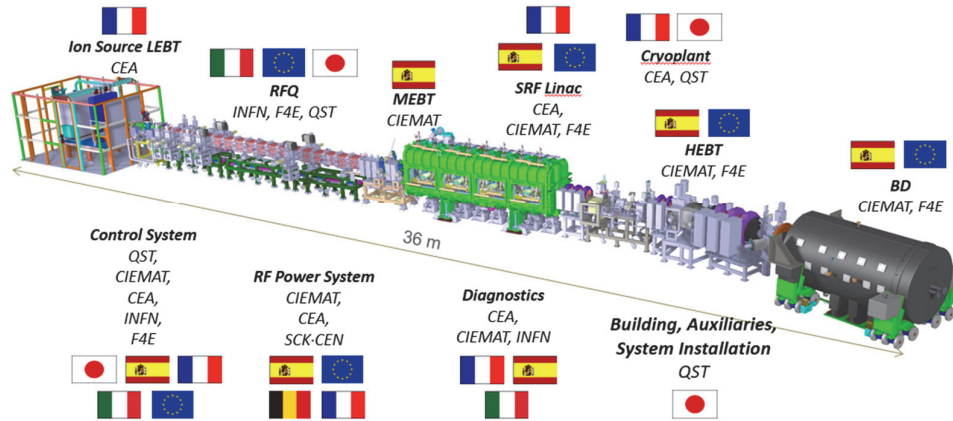 Ion Source LEBT
CEA
RFQ
INFN, F4E, QST
MEBT
CIEMAT
SRF Linac
CEA,
CIEMAT, F4E
Cryoplant
CEA, QST
HEBT
CIEMAT, F4E
BD
CIEMAT, F4E
36 m
Control System
QST,
CIEMAT,
CEA,
INFN,
F4E
RF Power System
CIEMAT,
CEA,
SCK·CEN
Diagnostics
CEA,
CIEMAT, INFN
Building, Auxiliaries,
System Installation
QST